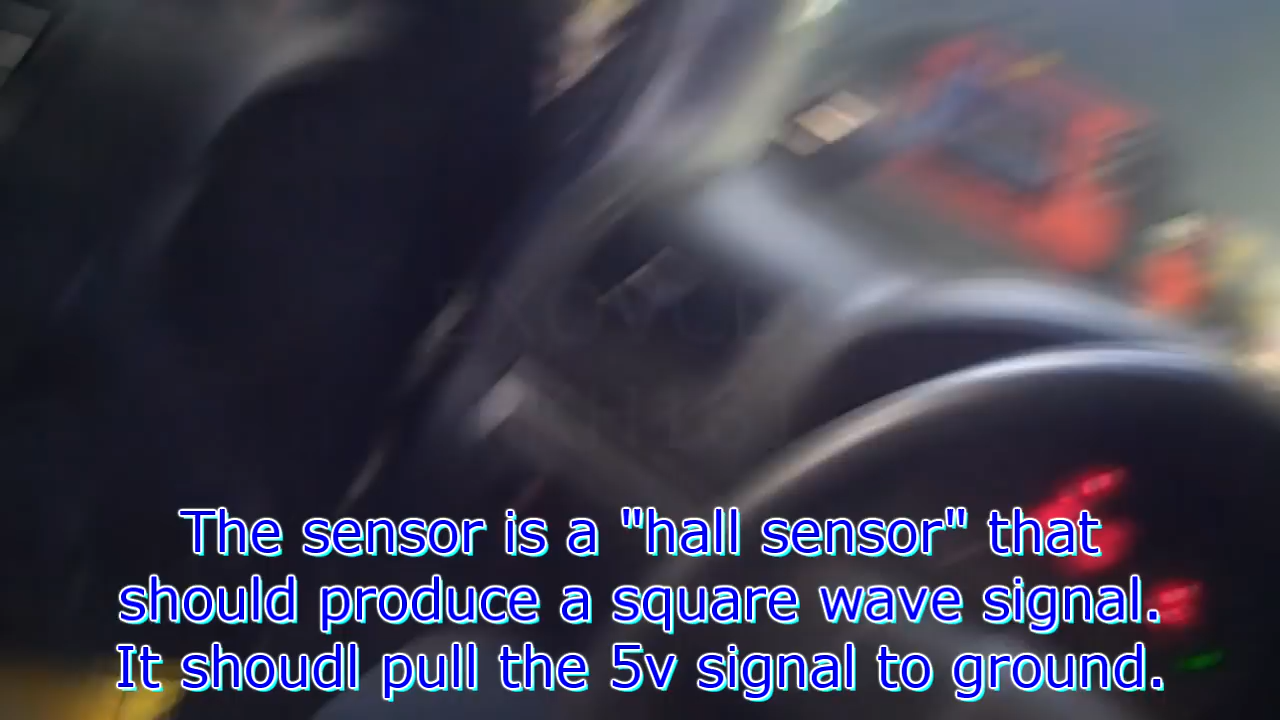 The sensor is a "hall sensor" that
should produce a square wave signal.
It shoudl pull the 5v signal to ground.